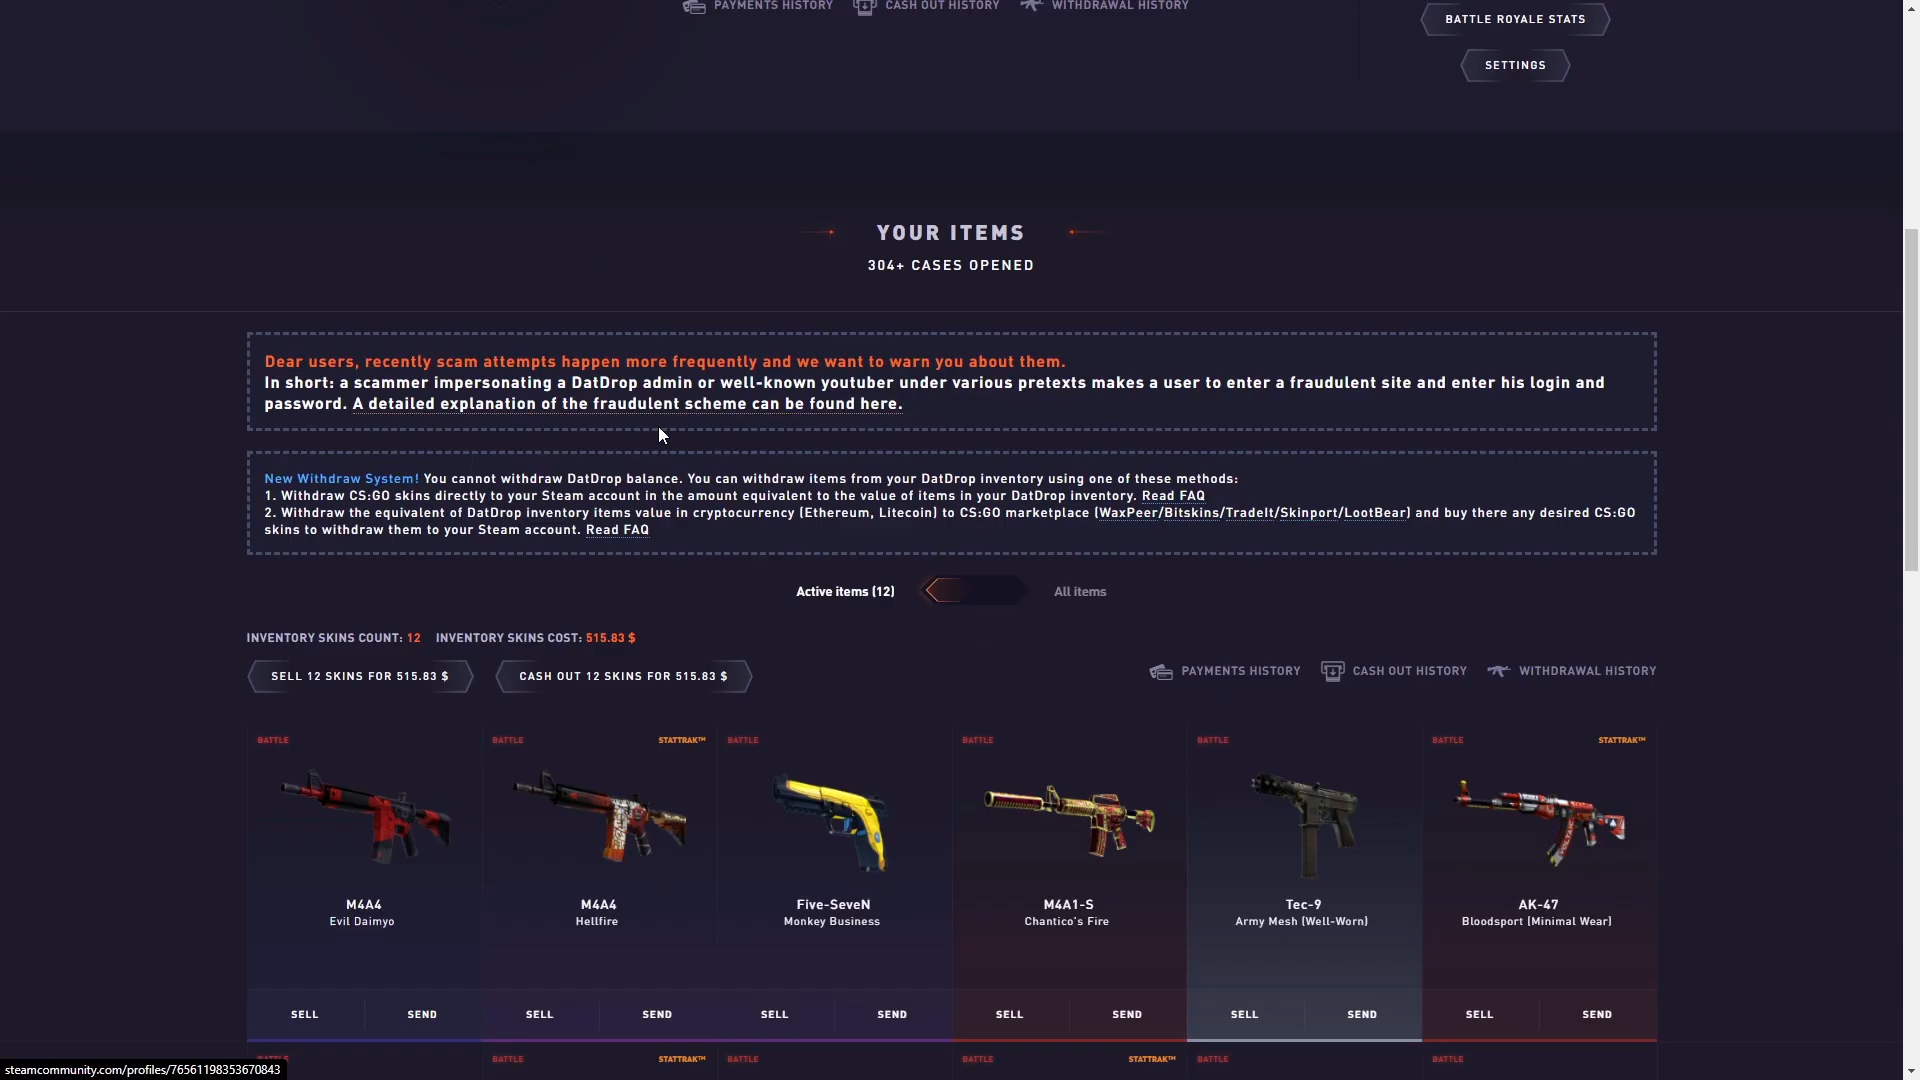 PAYMENTS HISTORY CASH OUT HISTORY WITHDRAWAL HISTORY
BATTLE ROYALE STATS
SETTINGS
YOUR ITEMS
304+ CASES OPENED
Dear users, recently scam attempts happen more frequently and we want to warn you about them.
In short: a scammer impersonating a DatDrop admin or well-known youtuber under various pretexts makes a user to enter a fraudulent site and enter his login and
password. A detailed explanation of the fraudulent scheme can be found here.
New Withdraw System! You cannot withdraw DatDrop balance. You can withdraw items from your DatDrop inventory using one of these methods:
1. Withdraw CS:GO skins directly to your Steam account in the amount equivalent to the value of items in your DatDrop inventory. Read FAQ
2. Withdraw the equivalent of DatDrop inventory items value in cryptocurrency (Ethereum, Litecoin) to CS:GO marketplace (WaxPeer/Bitskins/TradeIt/Skinport/LootBear) and buy there any desired CS:GO
skins to withdraw them to your Steam account. Read FAQ
Active items (12) All items
INVENTORY SKINS COUNT: 12 INVENTORY SKINS COST: 515.83 $
SELL 12 SKINS FOR 515.83 $ CASH OUT 12 SKINS FOR 515.83 $ PAYMENTS HISTORY CASH OUT HISTORY WITHDRAWAL HISTORY
BATTLE BATTLE STATTRAK™ BATTLE BATTLE BATTLE BATTLE STATTRAK™
M4A4 M4A4 Five-SeveN M4A1-S Tec-9 AK-47
Evil Daimyo Hellfire Monkey Business Chantico's Fire Army Mesh (Well-Worn) Bloodsport (Minimal Wear)
SELL SEND SELL SEND SELL SEND SELL SEND SELL SEND SELL SEND
BATTLE BATTLE STATTRAK™ BATTLE BATTLE STATTRAK™ BATTLE BATTLE
steamcommunity.com/profiles/76561198353670843